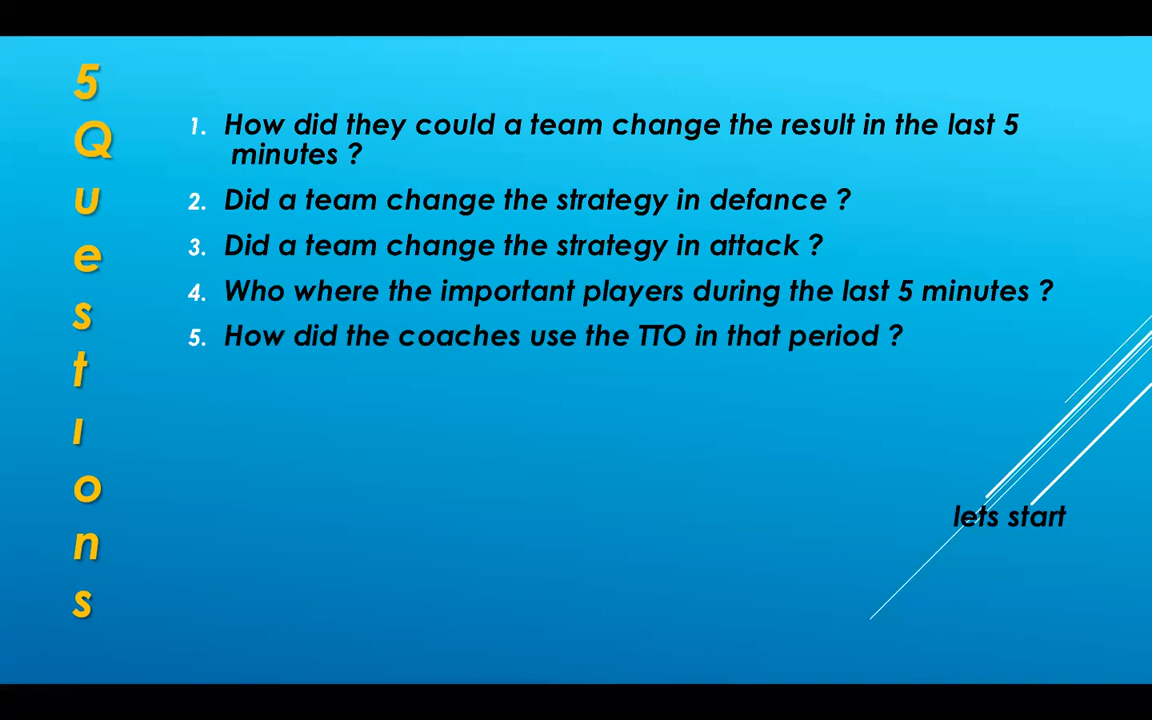 5
Q
u
e
s
t
ı
o
n
s
1. How did they could a team change the result in the last 5
minutes ?
2. Did a team change the strategy in defance ?
3. Did a team change the strategy in attack ?
4. Who where the important players during the last 5 minutes ?
5. How did the coaches use the TTO in that period ?
lets start